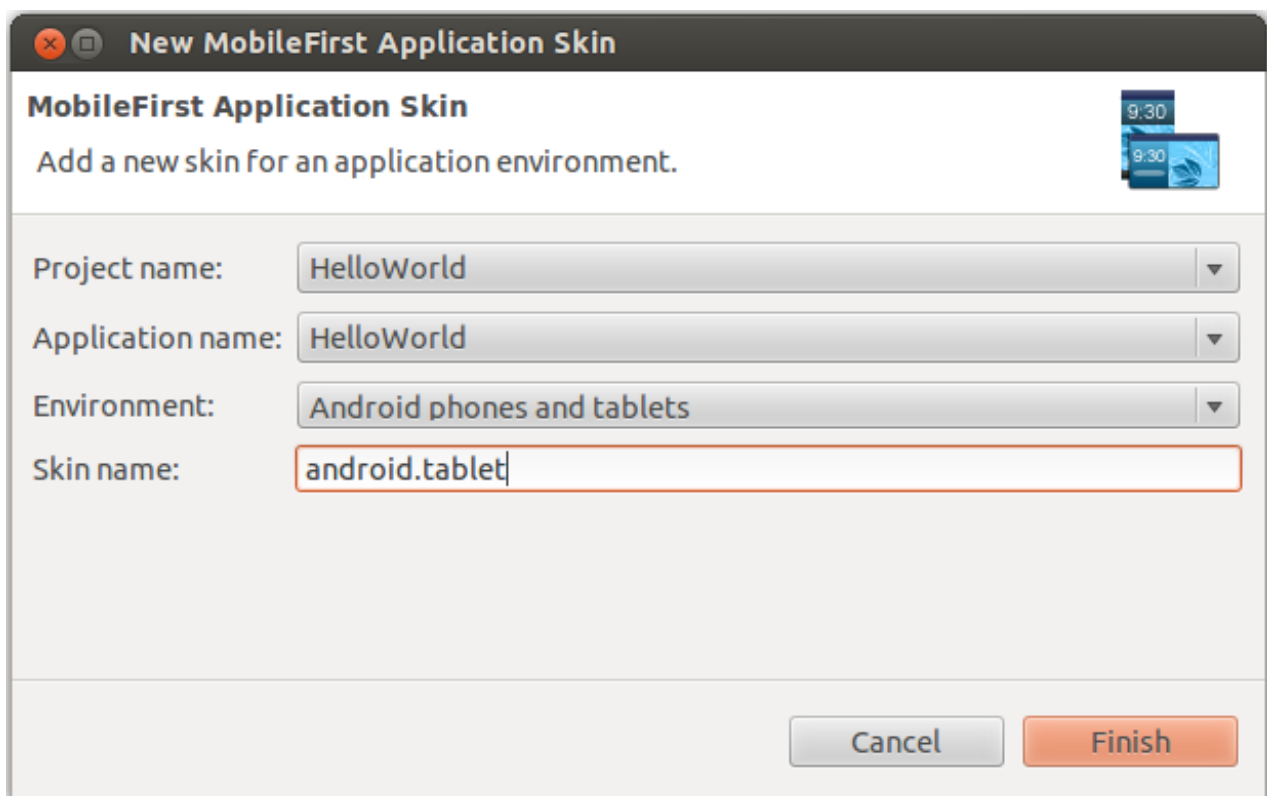 New MobileFirst Application Skin
MobileFirst Application Skin
Add a new skin for an application environment.
9:30
9:30
Project name: HelloWorld
Application name: HelloWorld
Environment: Android phones and tablets
Skin name: android.tablet
Cancel Finish